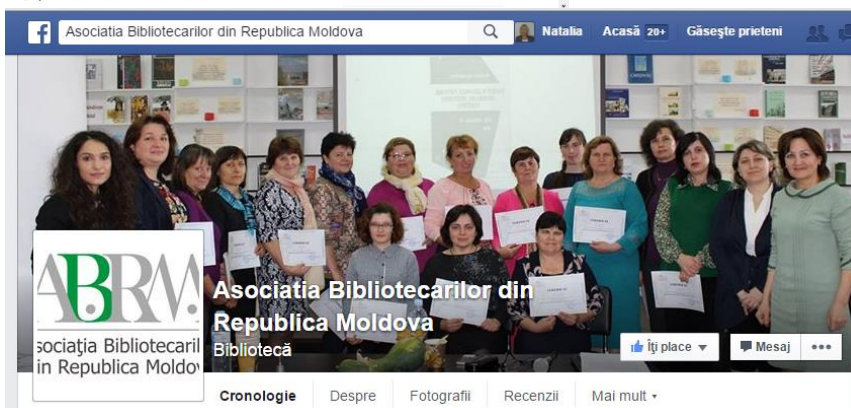 Asociatia Bibliotecarilor din Republica Moldova
Natalia
Acasă 20+
Găsește prieteni
ABRM
sociația Bibliotecaril
in Republica Moldov
Asociatia Bibliotecarilor din
Republica Moldova
Bibliotecă
Îți place
Mesaj
Cronologie
Despre
Fotografii
Recenzii
Mai mult